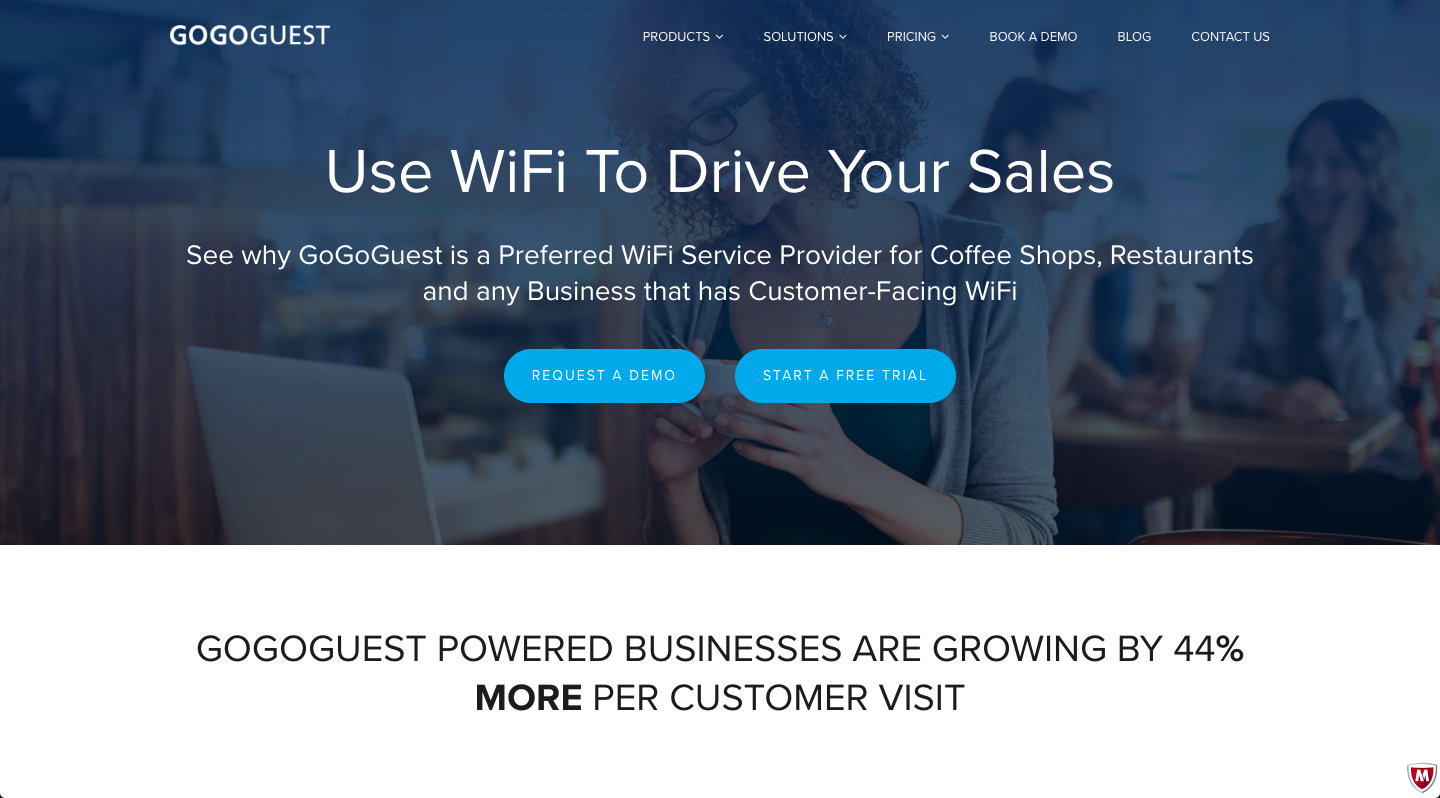 GOGOGUEST
PRODUCTS
SOLUTIONS
PRICING
BOOK A DEMO
BLOG
CONTACT US
Use WiFi To Drive Your Sales
See why GoGoGuest is a Preferred WiFi Service Provider for Coffee Shops, Restaurants
and any Business that has Customer-Facing WiFi
REQUEST A DEMO
START A FREE TRIAL
GOGOGUEST POWERED BUSINESSES ARE GROWING BY 44%
MORE PER CUSTOMER VISIT
M